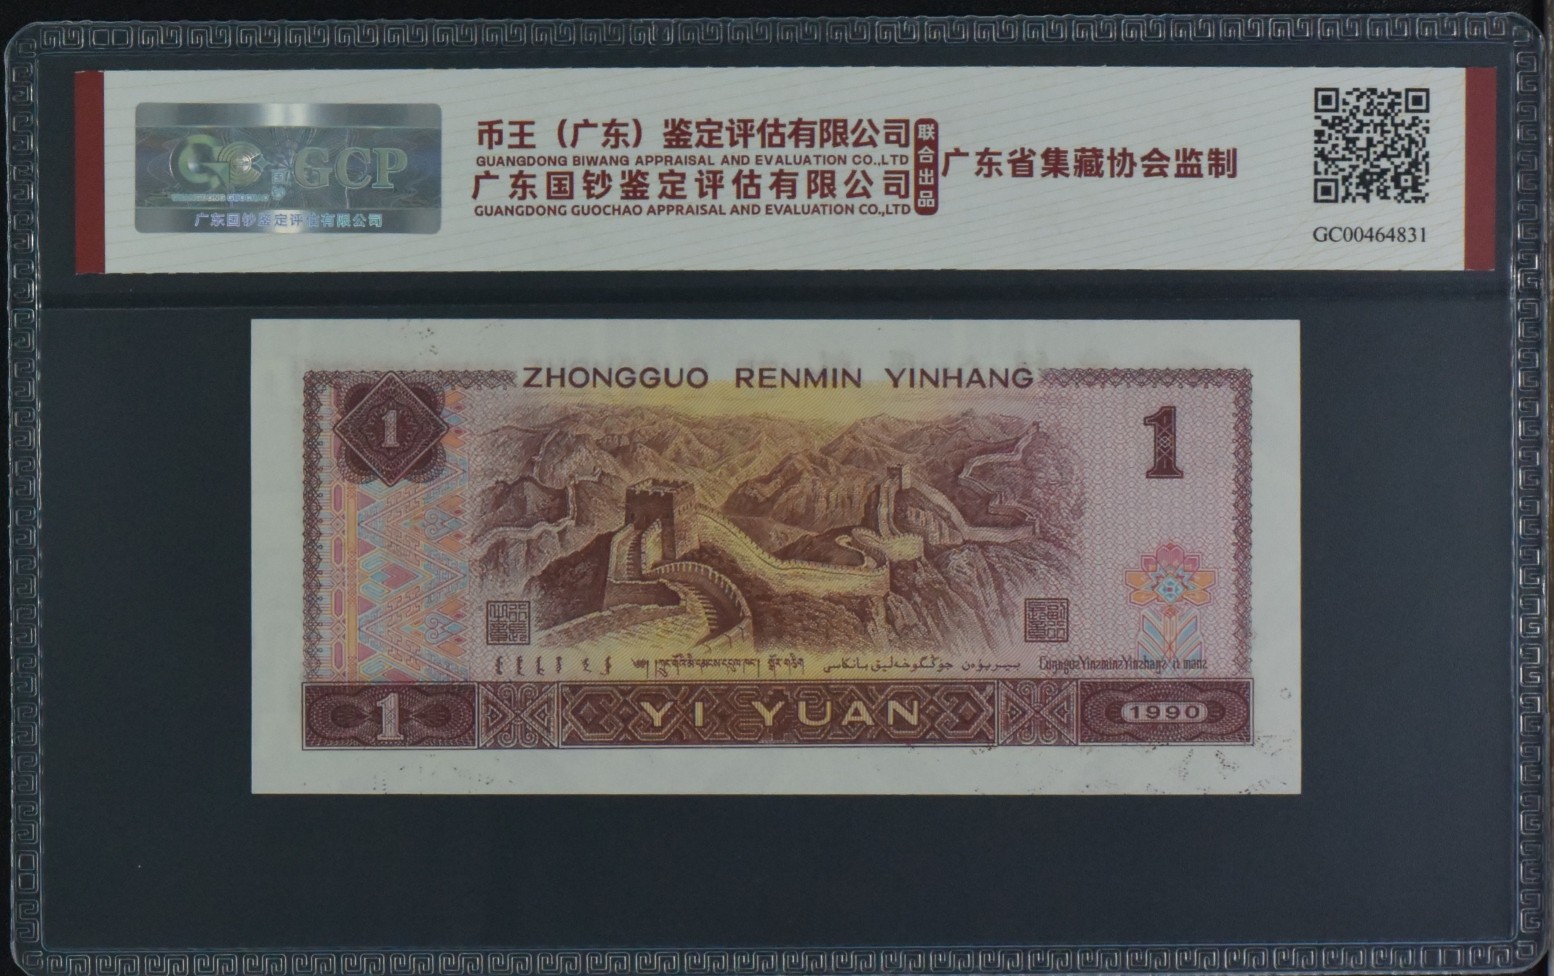 GCP
广东国钞鉴定评估有限公司
币王（广东）鉴定评估有限公司
GUANGDONG BIWANG APPRAISAL AND EVALUATION CO.,LTD
广东国钞鉴定评估有限公司
GUANGDONG GUOCHAO APPRAISAL AND EVALUATION CO.,LTD
联合出品
广东省集藏协会监制
GC00464831
ZHONGGUO RENMIN YINHANG
1
1
1
YI YUAN
1990